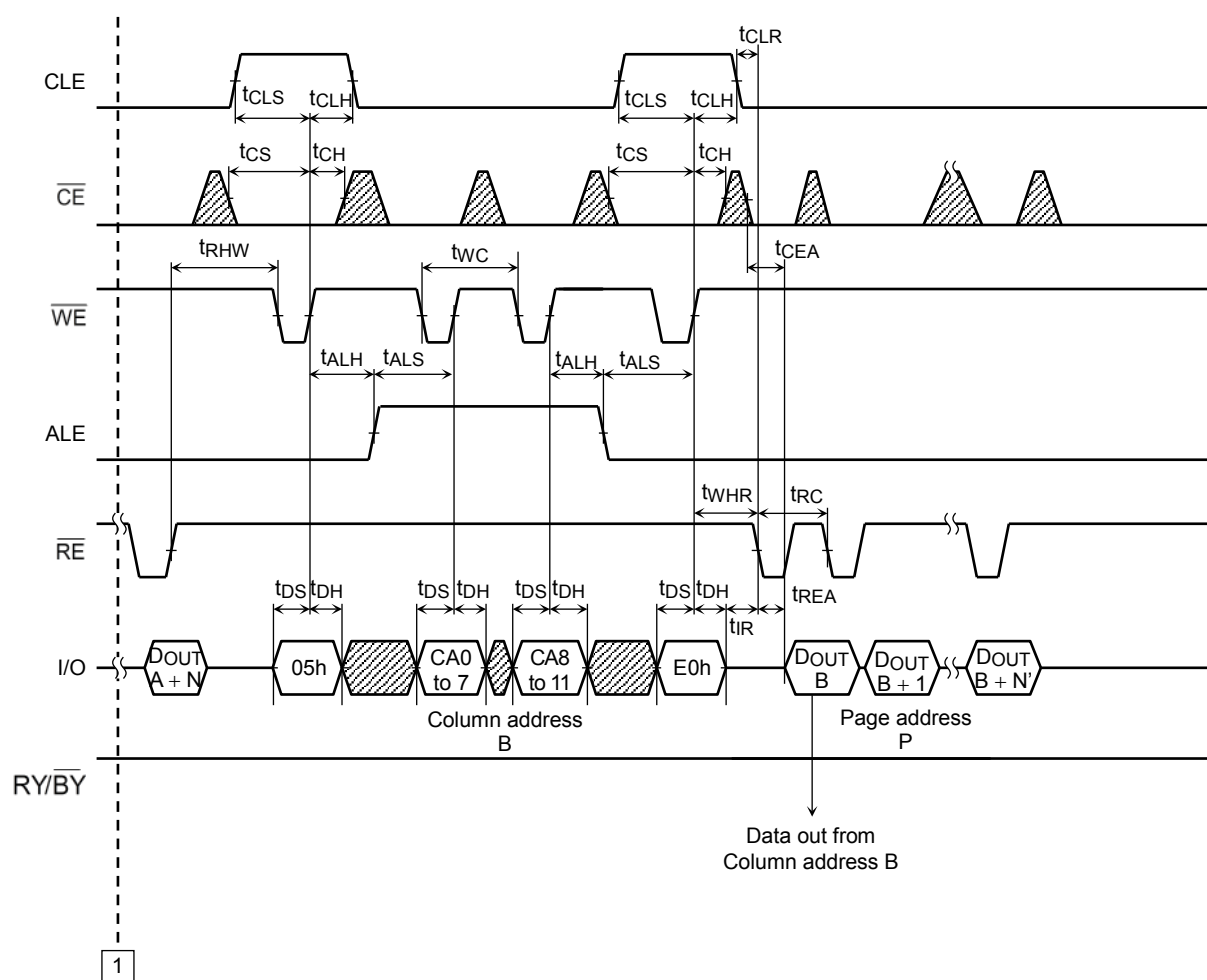 tCLR
CLE
tCLS tCLH tCLS tCLH
tCS tCH tCS tCH
CE
tRHW tWC tCEA
WE
tALH tALS tALH tALS
ALE
tWHR tRC
RE
tDS tDH tDS tDH tDS tDH tDS tDH tREA
tIR
I/O
DOUT
A + N
05h
CA0
to 7
CA8
to 11
E0h
DOUT
B
DOUT
B + 1
DOUT
B + N’
Column address
B
Page address
P
RY/BY
Data out from
Column address B
1